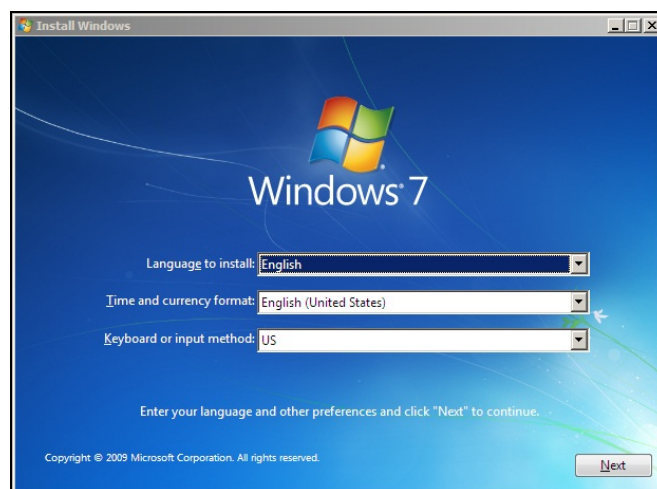 Install Windows
Windows 7
Language to install: English
Time and currency format: English (United States)
Keyboard or input method: US
Enter your language and other preferences and click "Next" to continue.
Copyright © 2009 Microsoft Corporation. All rights reserved.
Next